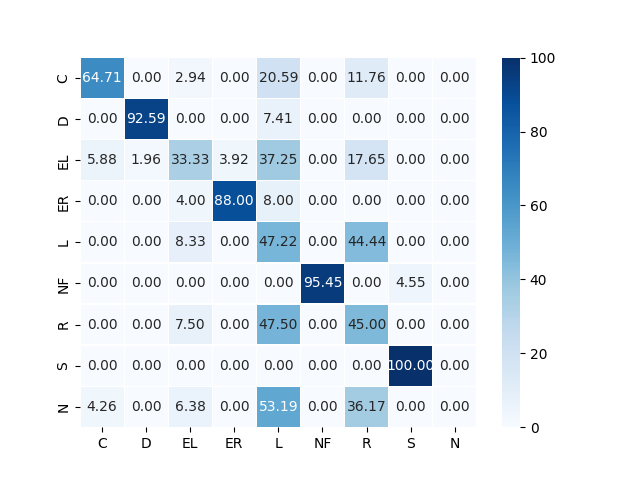 C 64.71 0.00 2.94 0.00 20.59 0.00 11.76 0.00 0.00
D 0.00 92.59 0.00 0.00 7.41 0.00 0.00 0.00 0.00
EL 5.88 1.96 33.33 3.92 37.25 0.00 17.65 0.00 0.00
ER 0.00 0.00 4.00 88.00 8.00 0.00 0.00 0.00 0.00
L 0.00 0.00 8.33 0.00 47.22 0.00 44.44 0.00 0.00
NF 0.00 0.00 0.00 0.00 0.00 95.45 0.00 4.55 0.00
R 0.00 0.00 7.50 0.00 47.50 0.00 45.00 0.00 0.00
S 0.00 0.00 0.00 0.00 0.00 0.00 0.00 100.00 0.00
N 4.26 0.00 6.38 0.00 53.19 0.00 36.17 0.00 0.00
C D EL ER L NF R S N
100
80
60
40
20
0